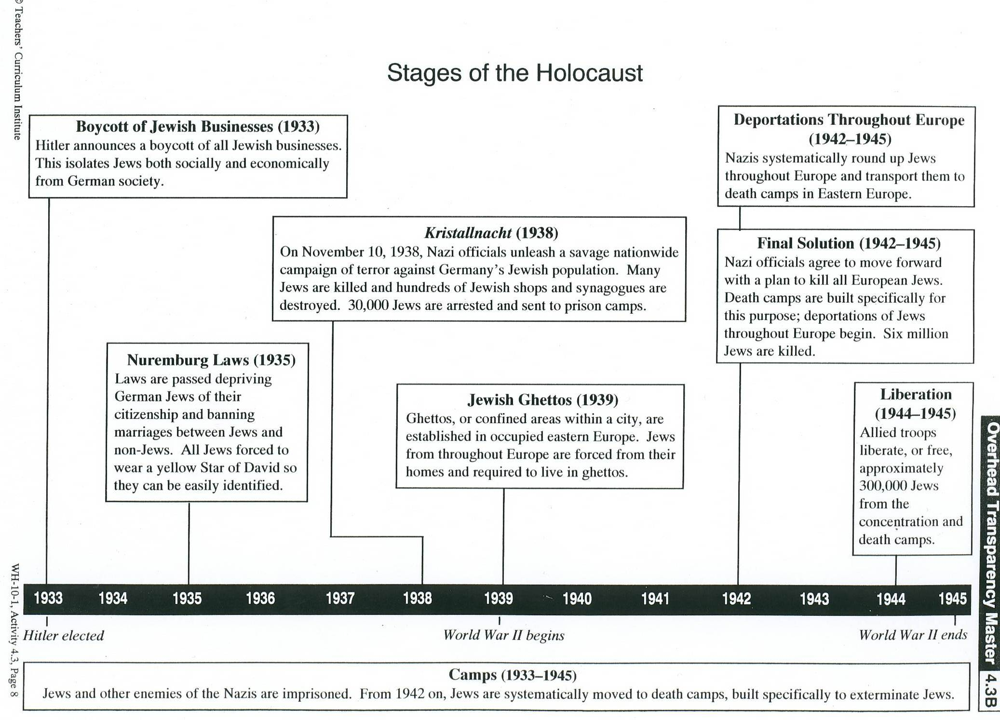 © Teachers' Curriculum Institute
Stages of the Holocaust
Boycott of Jewish Businesses (1933)
Hitler announces a boycott of all Jewish businesses.
This isolates Jews both socially and economically
from German society.
Deportations Throughout Europe
(1942–1945)
Nazis systematically round up Jews
throughout Europe and transport them to
death camps in Eastern Europe.
Kristallnacht (1938)
On November 10, 1938, Nazi officials unleash a savage nationwide
campaign of terror against Germany's Jewish population. Many
Jews are killed and hundreds of Jewish shops and synagogues are
destroyed. 30,000 Jews are arrested and sent to prison camps.
Final Solution (1942–1945)
Nazi officials agree to move forward
with a plan to kill all European Jews.
Death camps are built specifically for
this purpose; deportations of Jews
throughout Europe begin. Six million
Jews are killed.
Nuremburg Laws (1935)
Laws are passed depriving
German Jews of their
citizenship and banning
marriages between Jews and
non-Jews. All Jews forced to
wear a yellow Star of David so
they can be easily identified.
Jewish Ghettos (1939)
Ghettos, or confined areas within a city, are
established in occupied eastern Europe. Jews
from throughout Europe are forced from their
homes and required to live in ghettos.
Liberation
(1944–1945)
Allied troops
liberate, or free,
approximately
300,000 Jews
from the
concentration and
death camps.
1933 1934 1935 1936 1937 1938 1939 1940 1941 1942 1943 1944 1945
Hitler elected
World War II begins
World War II ends
Camps (1933–1945)
Jews and other enemies of the Nazis are imprisoned. From 1942 on, Jews are systematically moved to death camps, built specifically to exterminate Jews.
WH-10-1, Activity 4.3, Page 8
Overhead Transparency Master 4.3B